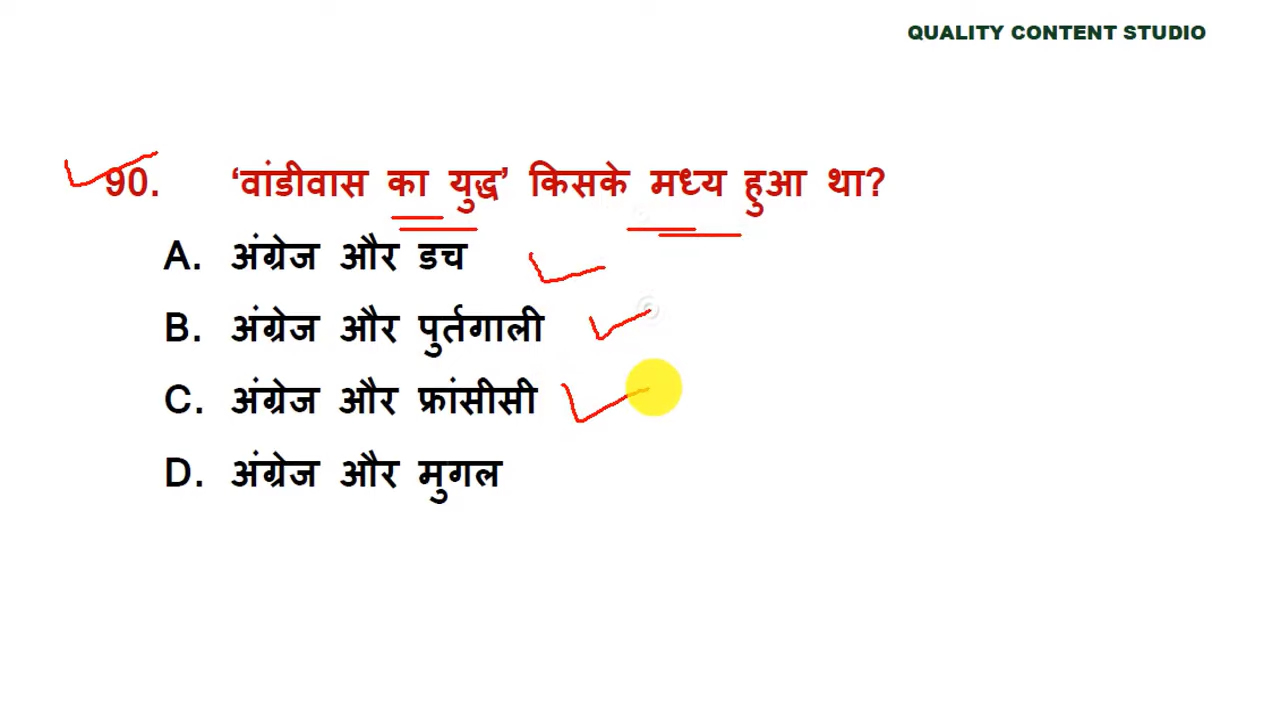 QUALITY CONTENT STUDIO
90. ‘वांडीवास का युद्ध’ किसके मध्य हुआ था?
A. अंग्रेज और डच
B. अंग्रेज और पुर्तगाली
C. अंग्रेज और फ्रांसीसी
D. अंग्रेज और मुगल